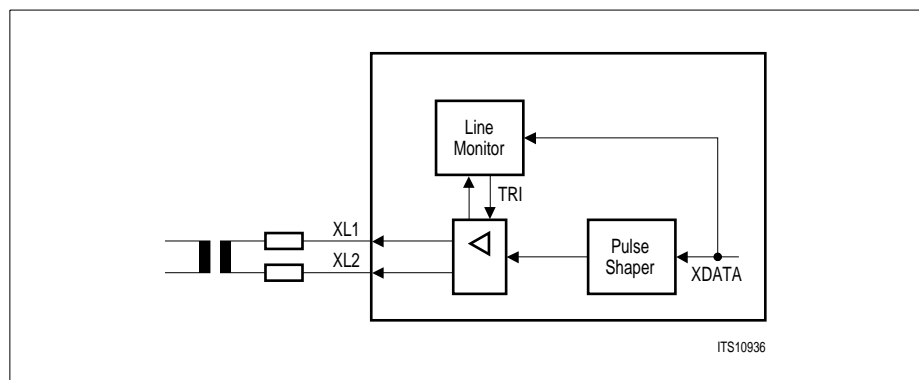 Line
Monitor
TRI
XL1
XL2
Pulse
Shaper
XDATA
ITS10936